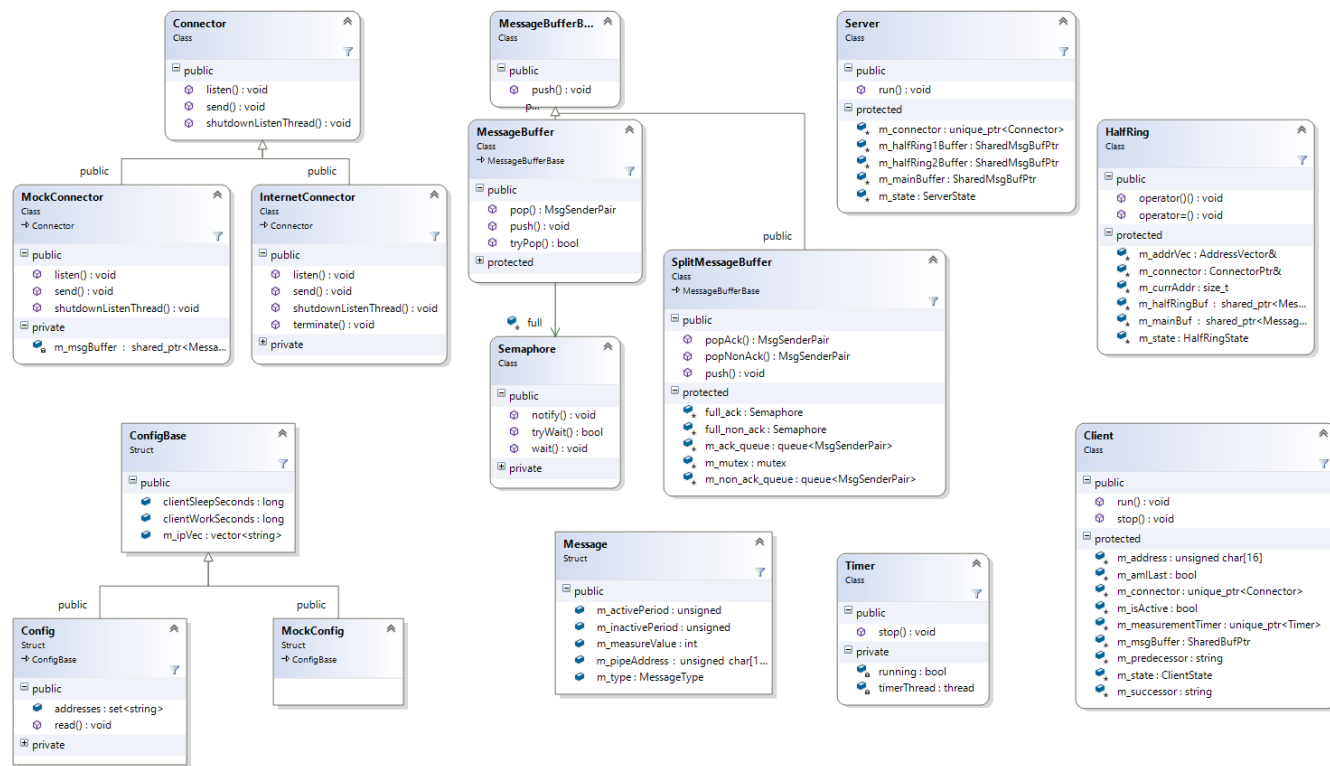 Connector
Class
public
listen() : void
send() : void
shutdownListenThread() : void
public
public
MockConnector
Class
Connector
public
listen() : void
send() : void
shutdownListenThread() : void
private
m_msgBuffer : shared_ptr<Messa...
InternetConnector
Class
Connector
public
listen() : void
send() : void
shutdownListenThread() : void
terminate() : void
private
MessageBufferB...
Class
public
push() : void
p...
MessageBuffer
Class
MessageBufferBase
public
pop() : MsgSenderPair
push() : void
tryPop() : bool
protected
full
Semaphore
Class
public
notify() : void
tryWait() : bool
wait() : void
private
public
SplitMessageBuffer
Class
MessageBufferBase
public
popAck() : MsgSenderPair
popNonAck() : MsgSenderPair
push() : void
protected
full_ack : Semaphore
full_non_ack : Semaphore
m_ack_queue : queue<MsgSenderPair>
m_mutex : mutex
m_non_ack_queue : queue<MsgSenderPair>
Server
Class
public
run() : void
protected
m_connector : unique_ptr<Connector>
m_halfRing1Buffer : SharedMsgBufPtr
m_halfRing2Buffer : SharedMsgBufPtr
m_mainBuffer : SharedMsgBufPtr
m_state : ServerState
HalfRing
Class
public
operator()() : void
operator=() : void
protected
m_addrVec : AddressVector&
m_connector : ConnectorPtr&
m_currAddr : size_t
m_halfRingBuf : shared_ptr<Mes...
m_mainBuf : shared_ptr<Messag...
m_state : HalfRingState
ConfigBase
Struct
public
clientSleepSeconds : long
clientWorkSeconds : long
m_ipVec : vector<string>
public
public
Config
Struct
ConfigBase
public
addresses : set<string>
read() : void
private
MockConfig
Struct
ConfigBase
Message
Struct
public
m_activePeriod : unsigned
m_inactivePeriod : unsigned
m_measureValue : int
m_pipeAddress : unsigned char[1...
m_type : MessageType
Timer
Class
public
stop() : void
private
running : bool
timerThread : thread
Client
Class
public
run() : void
stop() : void
protected
m_address : unsigned char[16]
m_amILast : bool
m_connector : unique_ptr<Connector>
m_isActive : bool
m_measurementTimer : unique_ptr<Timer>
m_msgBuffer : SharedBufPtr
m_predecessor : string
m_state : ClientState
m_successor : string